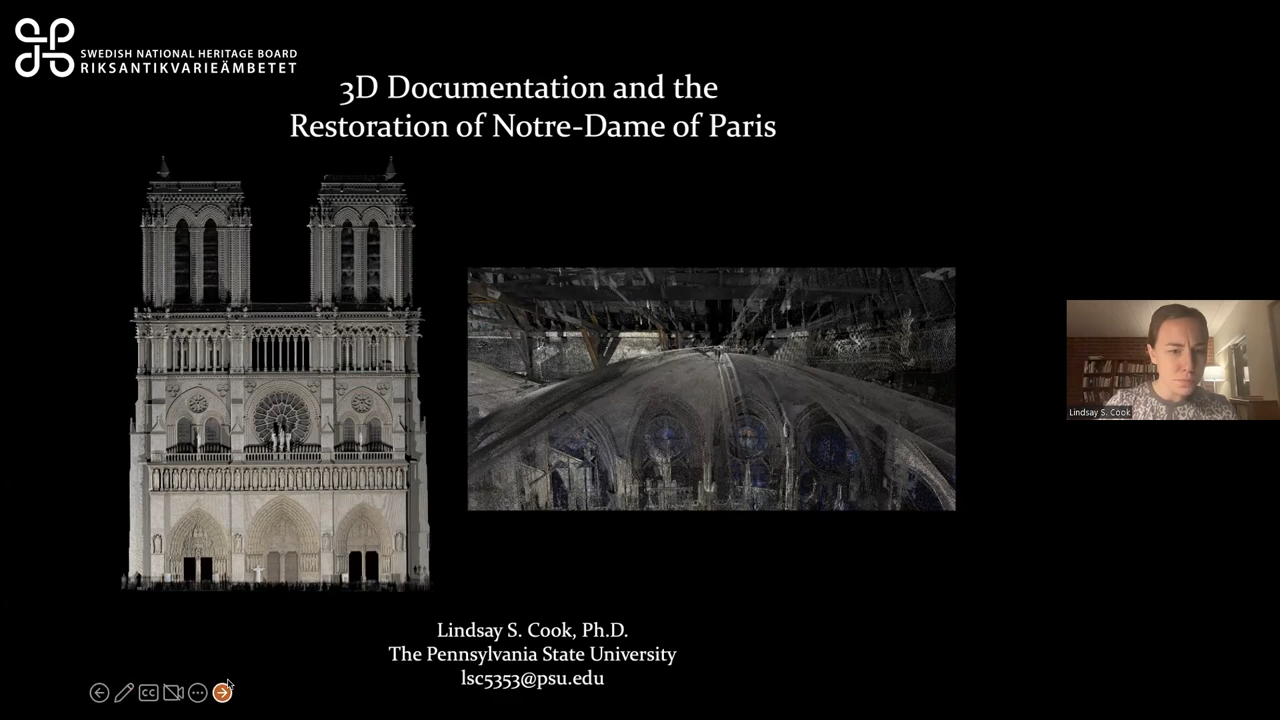 SWEDISH NATIONAL HERITAGE BOARD
RIKSANTIKVARIEÄMBETET
3D Documentation and the
Restoration of Notre-Dame of Paris
Lindsay S. Cook
Lindsay S. Cook, Ph.D.
The Pennsylvania State University
lsc5353@psu.edu
CC